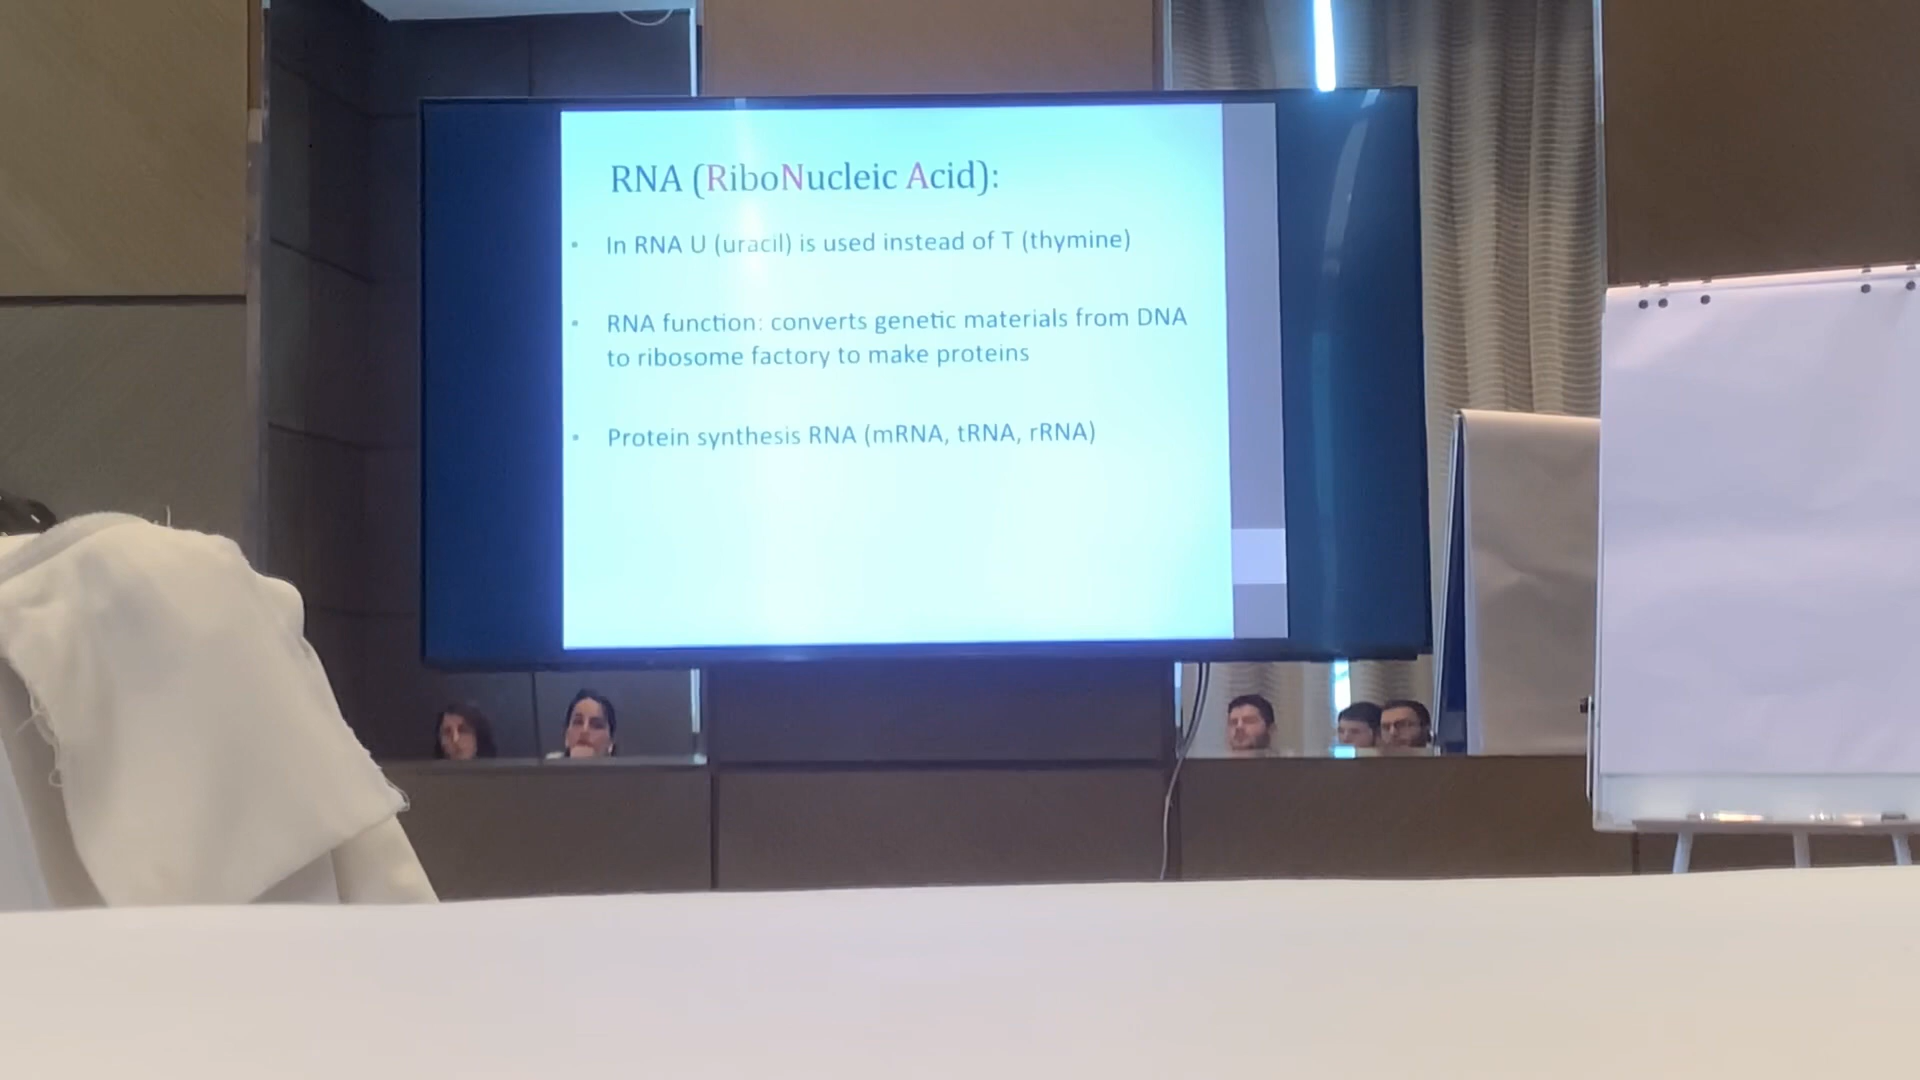 RNA (RiboNucleic Acid):
• In RNA U (uracil) is used instead of T (thymine)
• RNA function: converts genetic materials from DNA
to ribosome factory to make proteins
• Protein synthesis RNA (mRNA, tRNA, rRNA)